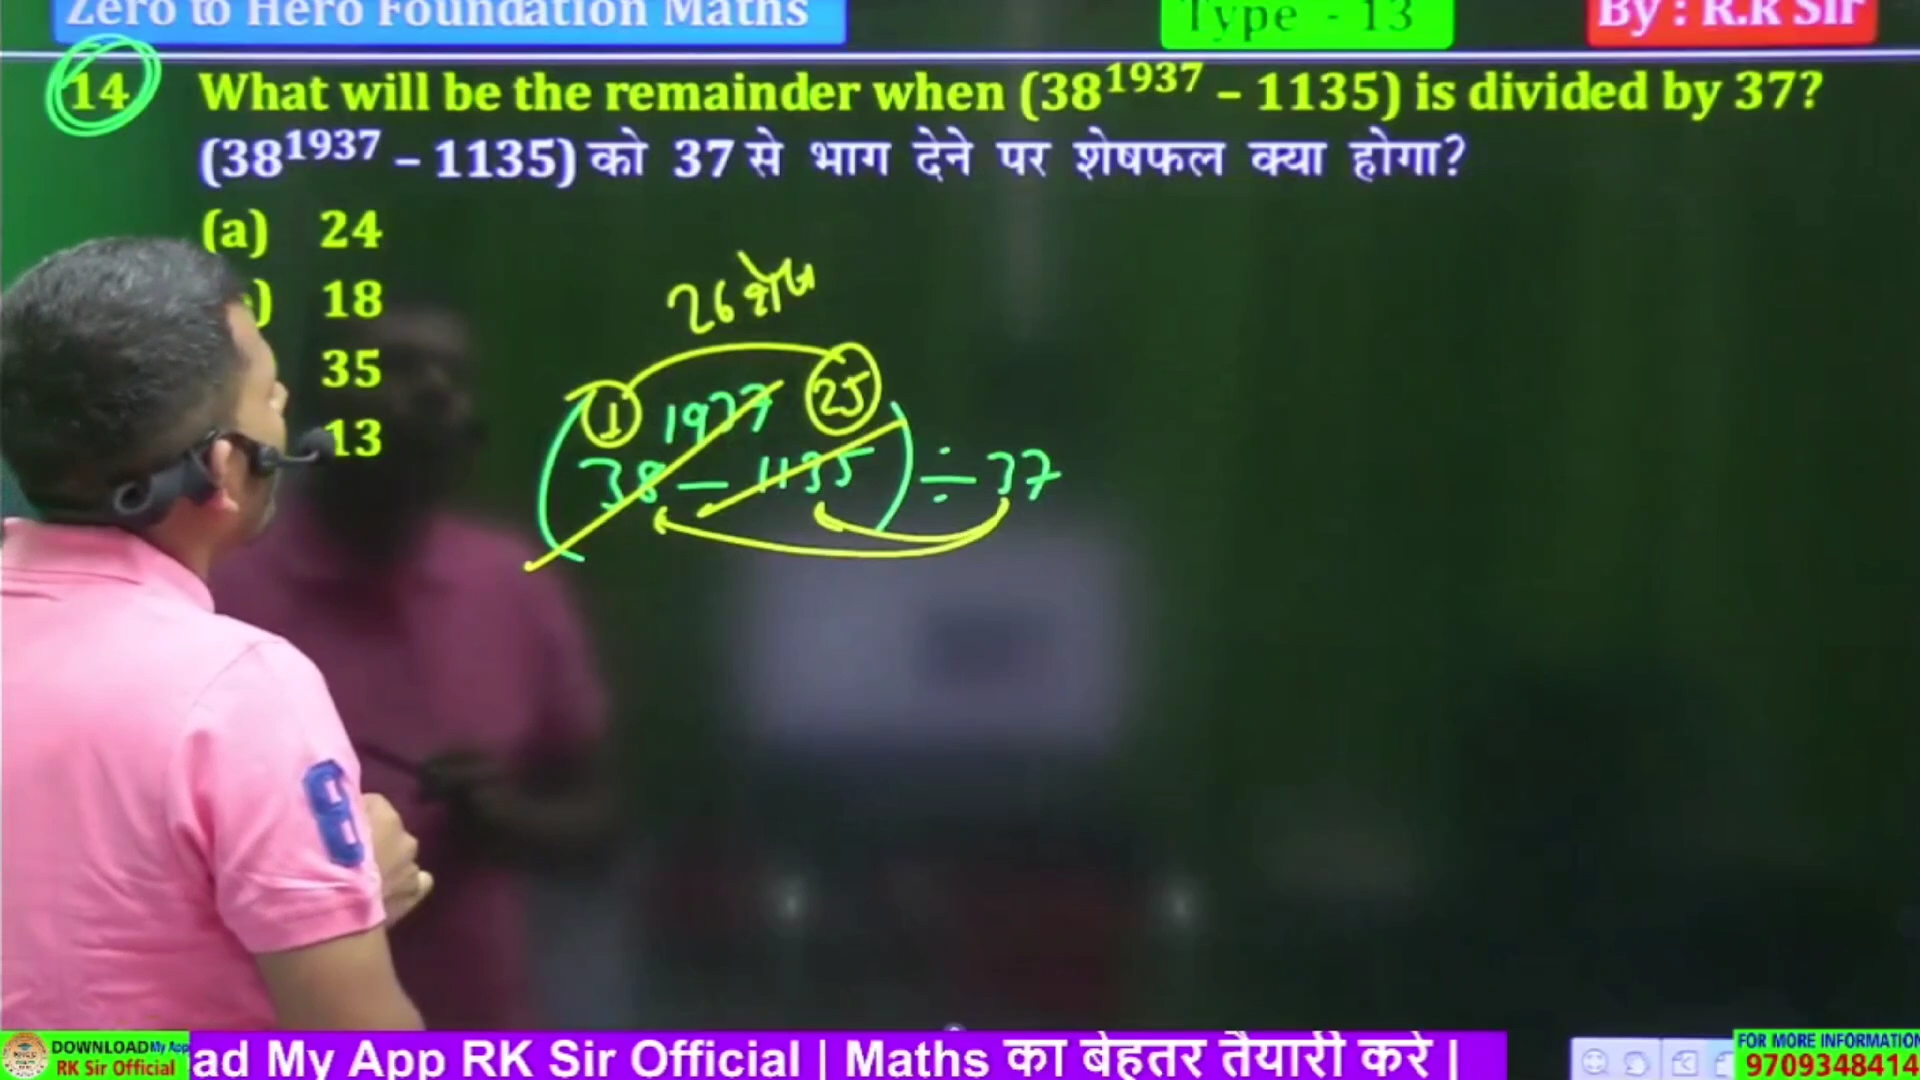 Zero to Hero Foundation Maths
Type - 13
By : R.K Sir
14 What will be the remainder when (38^1937 – 1135) is divided by 37?
(38^1937 – 1135) को 37 से भाग देने पर शेषफल क्या होगा?
(a) 24
) 18
35
13
26 शेष
1 1937 25
38 – 1135 ) ÷ 37
DOWNLOAD My App
RK Sir Official
ad My App RK Sir Official | Maths का बेहतर तैयारी करे |
FOR MORE INFORMATION
9709348414